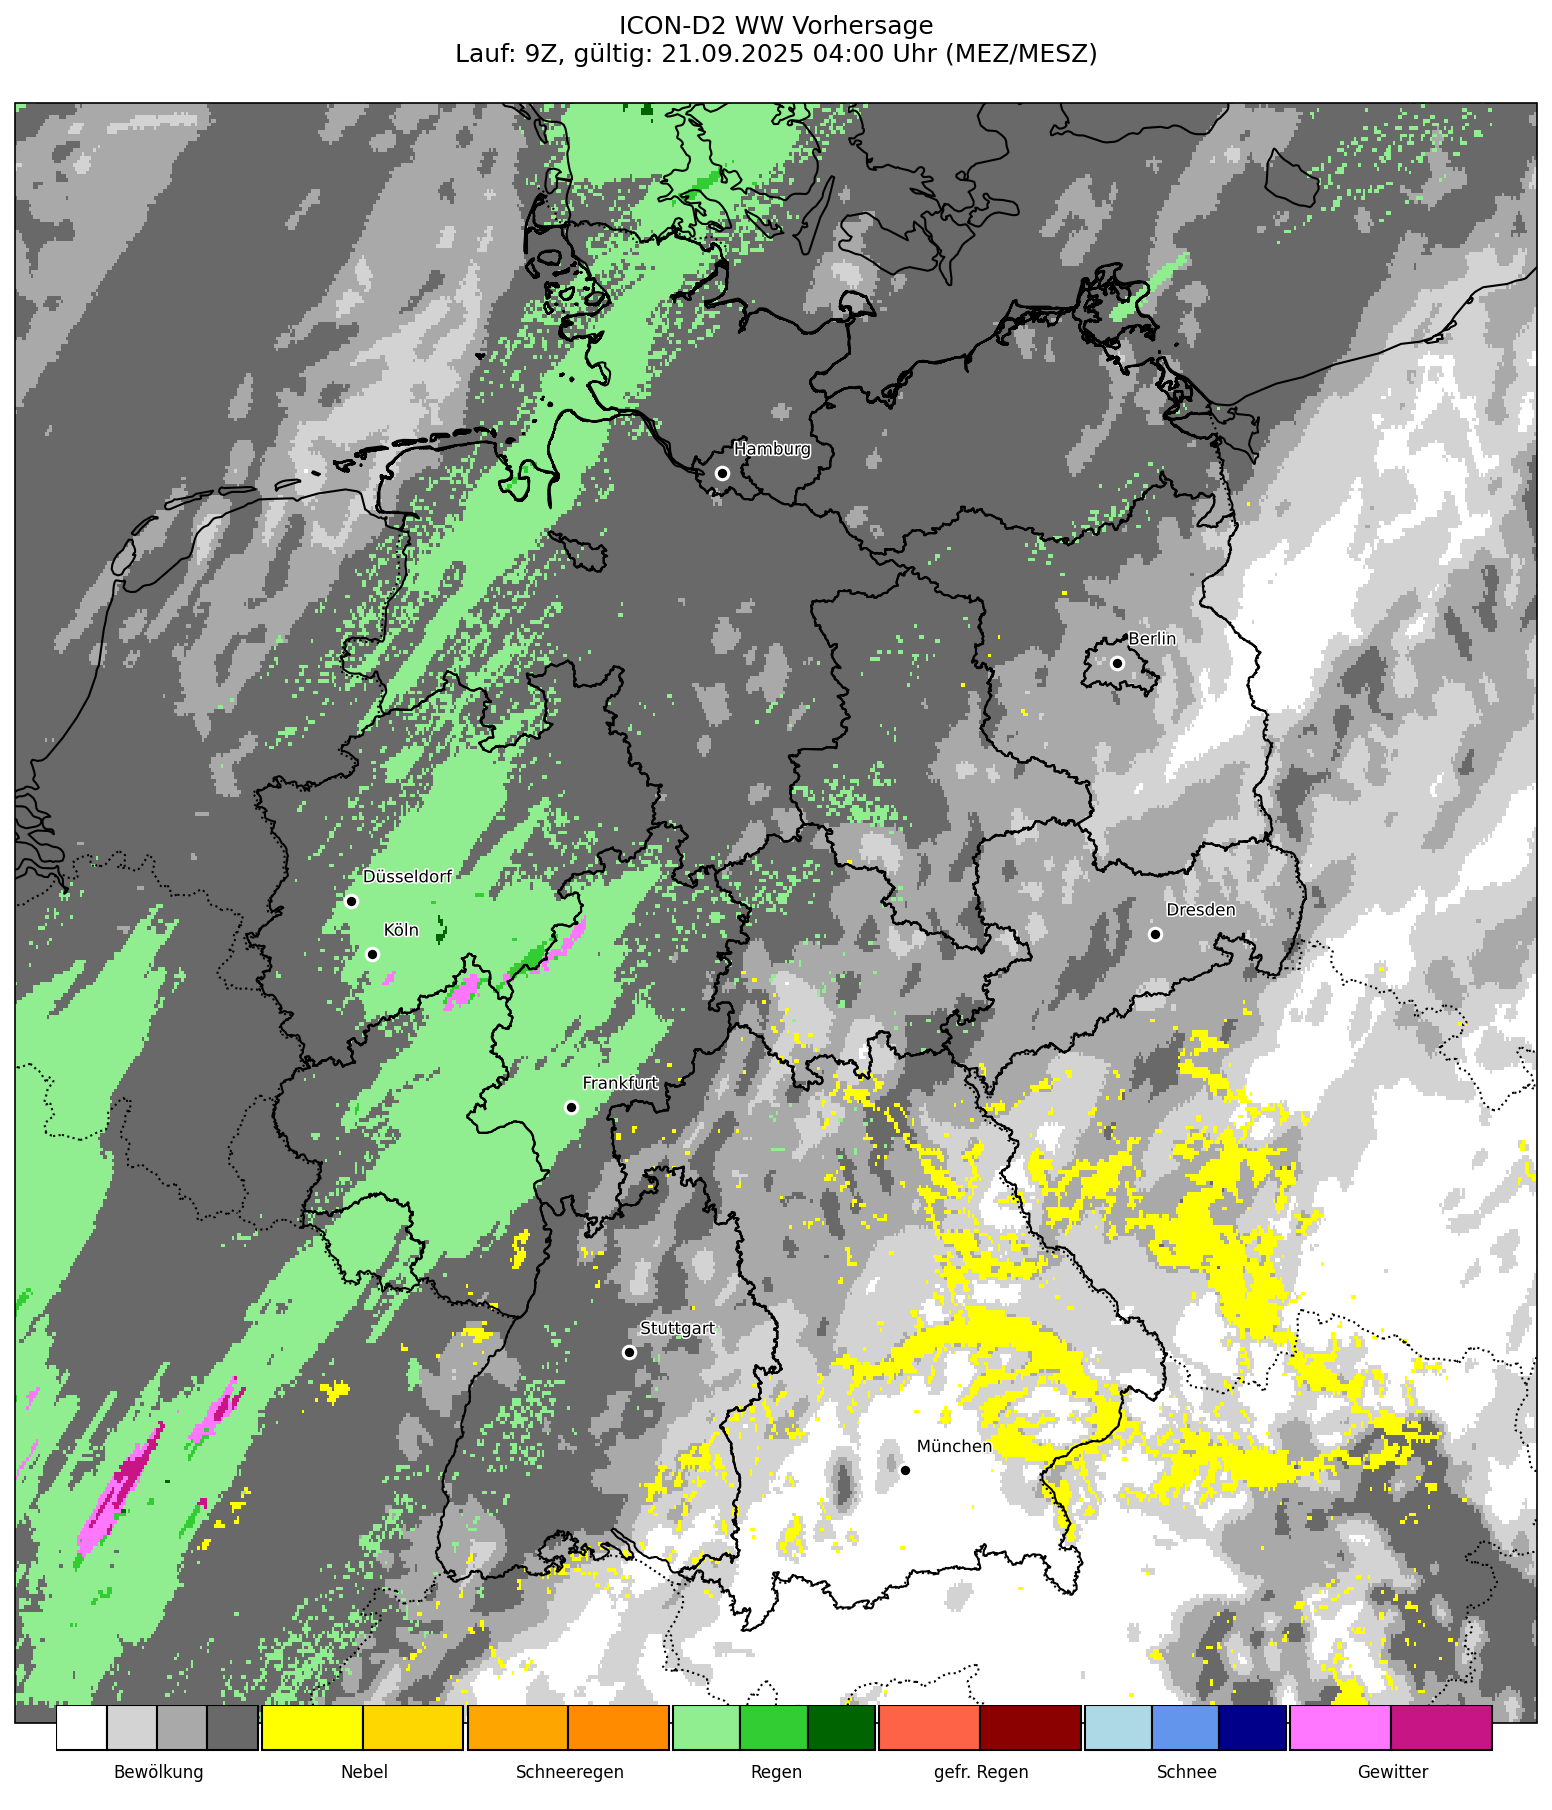 ICON-D2 WW Vorhersage
Lauf: 9Z, gültig: 21.09.2025 04:00 Uhr (MEZ/MESZ)
Hamburg
Berlin
Düsseldorf
Dresden
Köln
Frankfurt
Stuttgart
München
Bewölkung
Nebel
Schneeregen
Regen
gefr. Regen
Schnee
Gewitter